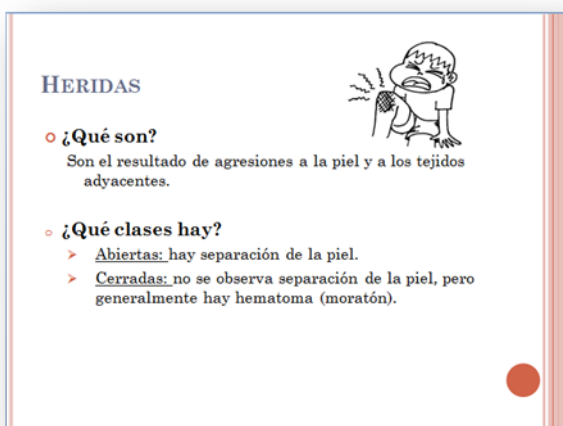 HERIDAS
¿Qué son?
Son el resultado de agresiones a la piel y a los tejidos
adyacentes.
¿Qué clases hay?
Abiertas: hay separación de la piel.
Cerradas: no se observa separación de la piel, pero
generalmente hay hematoma (moratón).